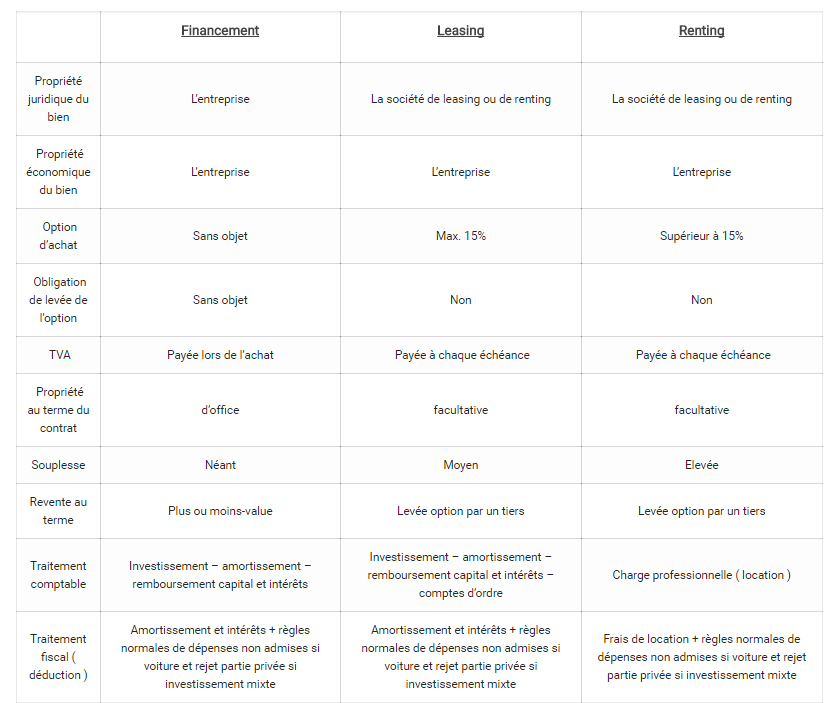 Financement Leasing Renting
Propriété
juridique du
bien
L'entreprise
La société de leasing ou de renting
La société de leasing ou de renting
Propriété
économique
du bien
L'entreprise
L'entreprise
L'entreprise
Option
d'achat
Sans objet
Max. 15%
Supérieur à 15%
Obligation
de levée de
l'option
Sans objet
Non
Non
TVA
Payée lors de l'achat
Payée à chaque échéance
Payée à chaque échéance
Propriété
au terme du
contrat
d'office
facultative
facultative
Souplesse
Néant
Moyen
Elevée
Revente au
terme
Plus ou moins-value
Levée option par un tiers
Levée option par un tiers
Traitement
comptable
Investissement – amortissement –
remboursement capital et intérêts
Investissement – amortissement –
remboursement capital et intérêts –
comptes d'ordre
Charge professionnelle ( location )
Traitement
fiscal (
déduction )
Amortissement et intérêts + règles
normales de dépenses non admises si
voiture et rejet partie privée si
investissement mixte
Amortissement et intérêts + règles
normales de dépenses non admises si
voiture et rejet partie privée si
investissement mixte
Frais de location + règles normales de
dépenses non admises si voiture et rejet
partie privée si investissement mixte